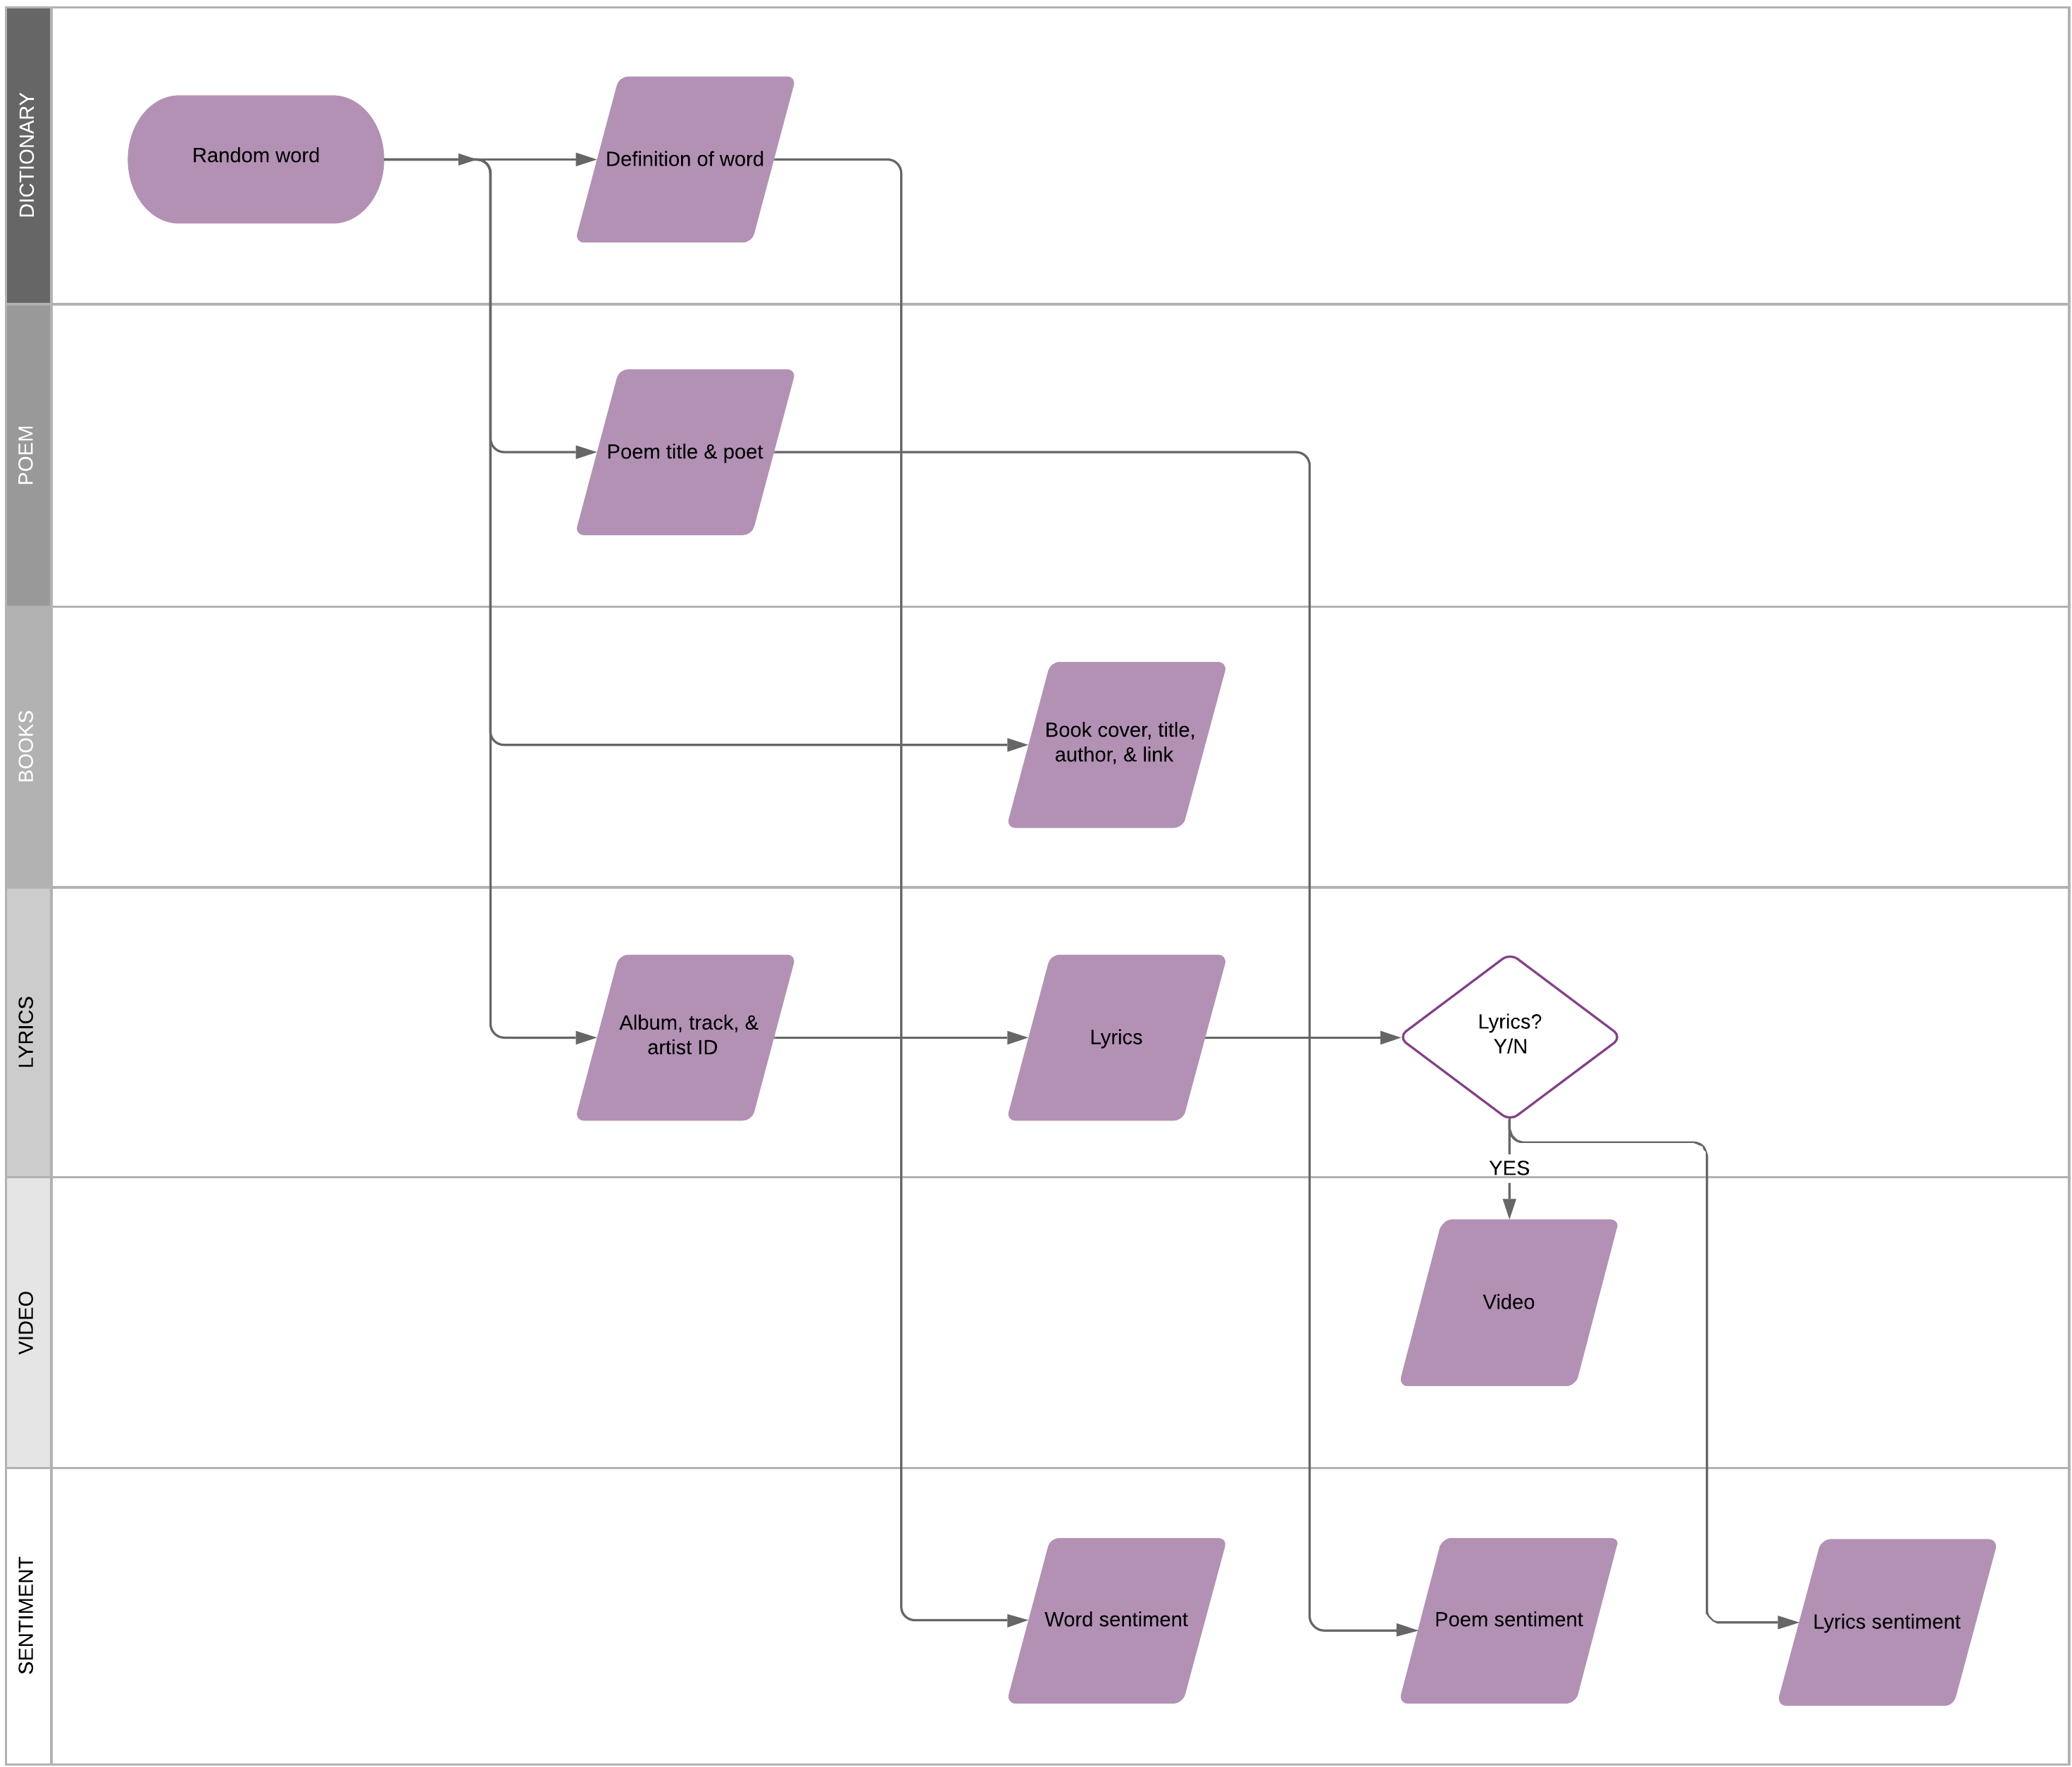 DICTIONARY
Random word
Definition of word
POEM
Poem title & poet
BOOKS
Book cover, title,
author, & link
LYRICS
Album, track, &
artist ID
Lyrics
Lyrics?
Y/N
YES
VIDEO
Video
SENTIMENT
Word sentiment
Poem sentiment
Lyrics sentiment